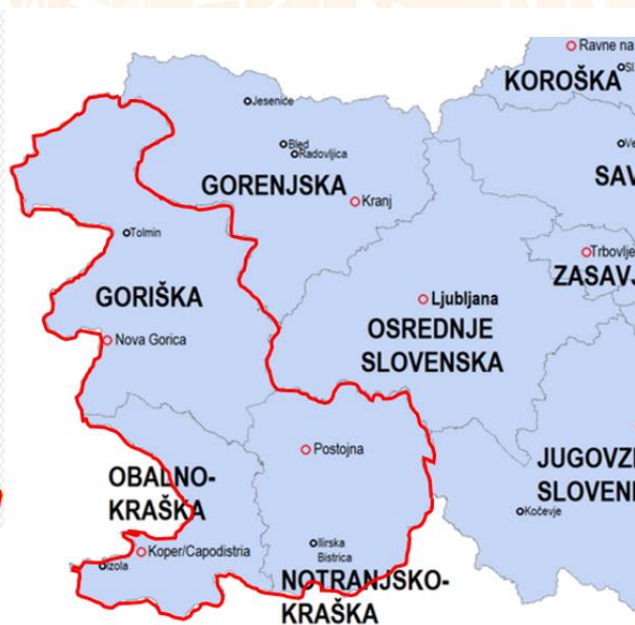 Ravne na
KOROŠKA
Jesenice
Bled
Radovljica
GORENJSKA
Kranj
SAV
Tolmin
Trbovlje
ZASAVJ
GORIŠKA
Ljubljana
OSREDNJE
SLOVENSKA
Nova Gorica
Postojna
OBALNO-
KRAŠKA
JUGOVZ
SLOVENI
Kočevje
Koper/Capodistria
Izola
Ilirska
Bistrica
NOTRANJSKO-
KRAŠKA